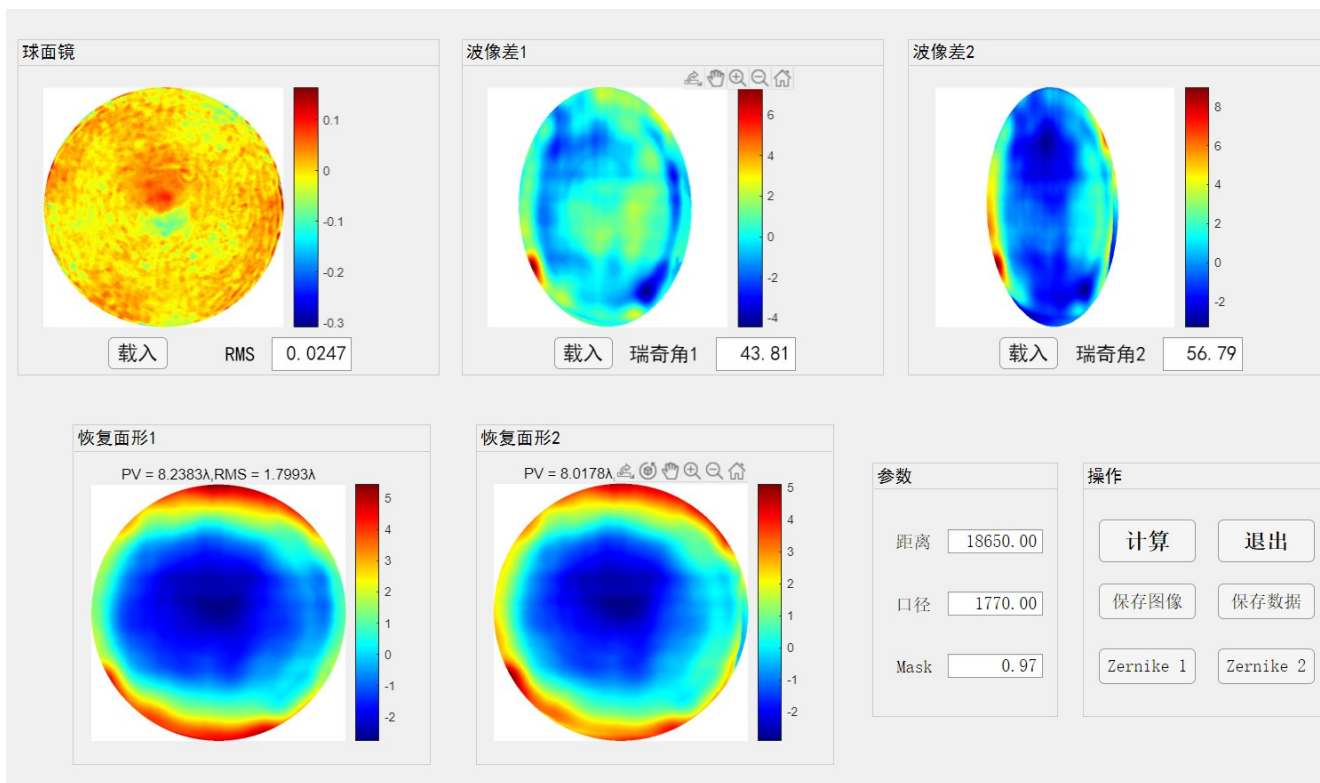 球面镜
0.1
0
-0.1
-0.2
-0.3
载入 RMS 0.0247
波像差1
6
4
2
0
-2
-4
载入 瑞奇角1 43.81
波像差2
8
6
4
2
0
-2
载入 瑞奇角2 56.79
恢复面形1
PV = 8.2383λ,RMS = 1.7993λ
5
4
3
2
1
0
-1
-2
恢复面形2
PV = 8.0178λ,
5
4
3
2
1
0
-1
-2
参数
距离 18650.00
口径 1770.00
Mask 0.97
操作
计算 退出
保存图像 保存数据
Zernike 1 Zernike 2